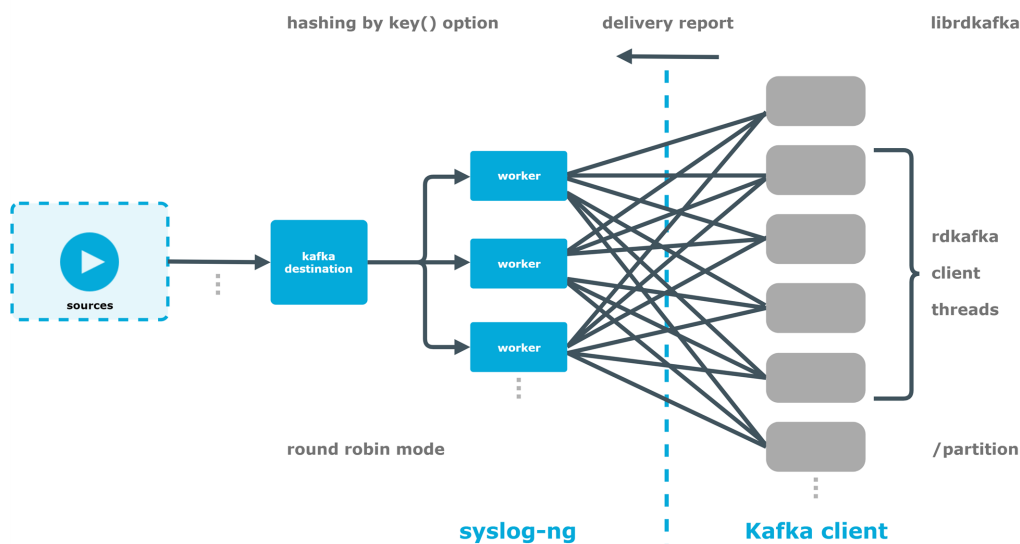 hashing by key() option
delivery report
librdkafka
worker
sources
kafka
destination
worker
rdkafka
client
threads
worker
round robin mode
/partition
syslog-ng
Kafka client